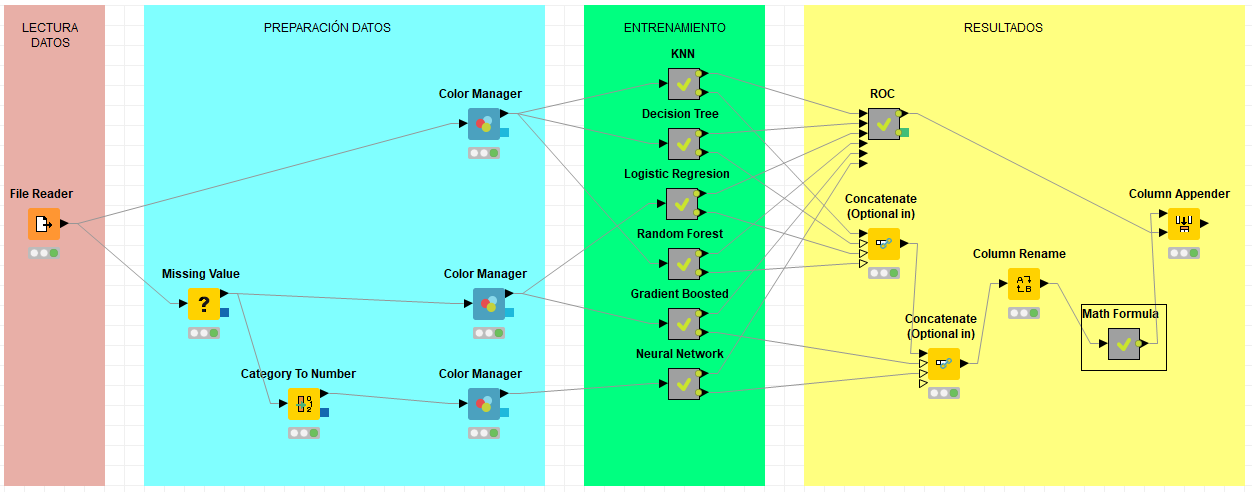 LECTURA
DATOS
PREPARACIÓN DATOS
ENTRENAMIENTO
RESULTADOS
KNN
Color Manager
ROC
Decision Tree
Logistic Regresion
File Reader
Concatenate
(Optional in)
Column Appender
Random Forest
Missing Value
Color Manager
Column Rename
Gradient Boosted
Concatenate
(Optional in)
Math Formula
Neural Network
Category To Number
Color Manager